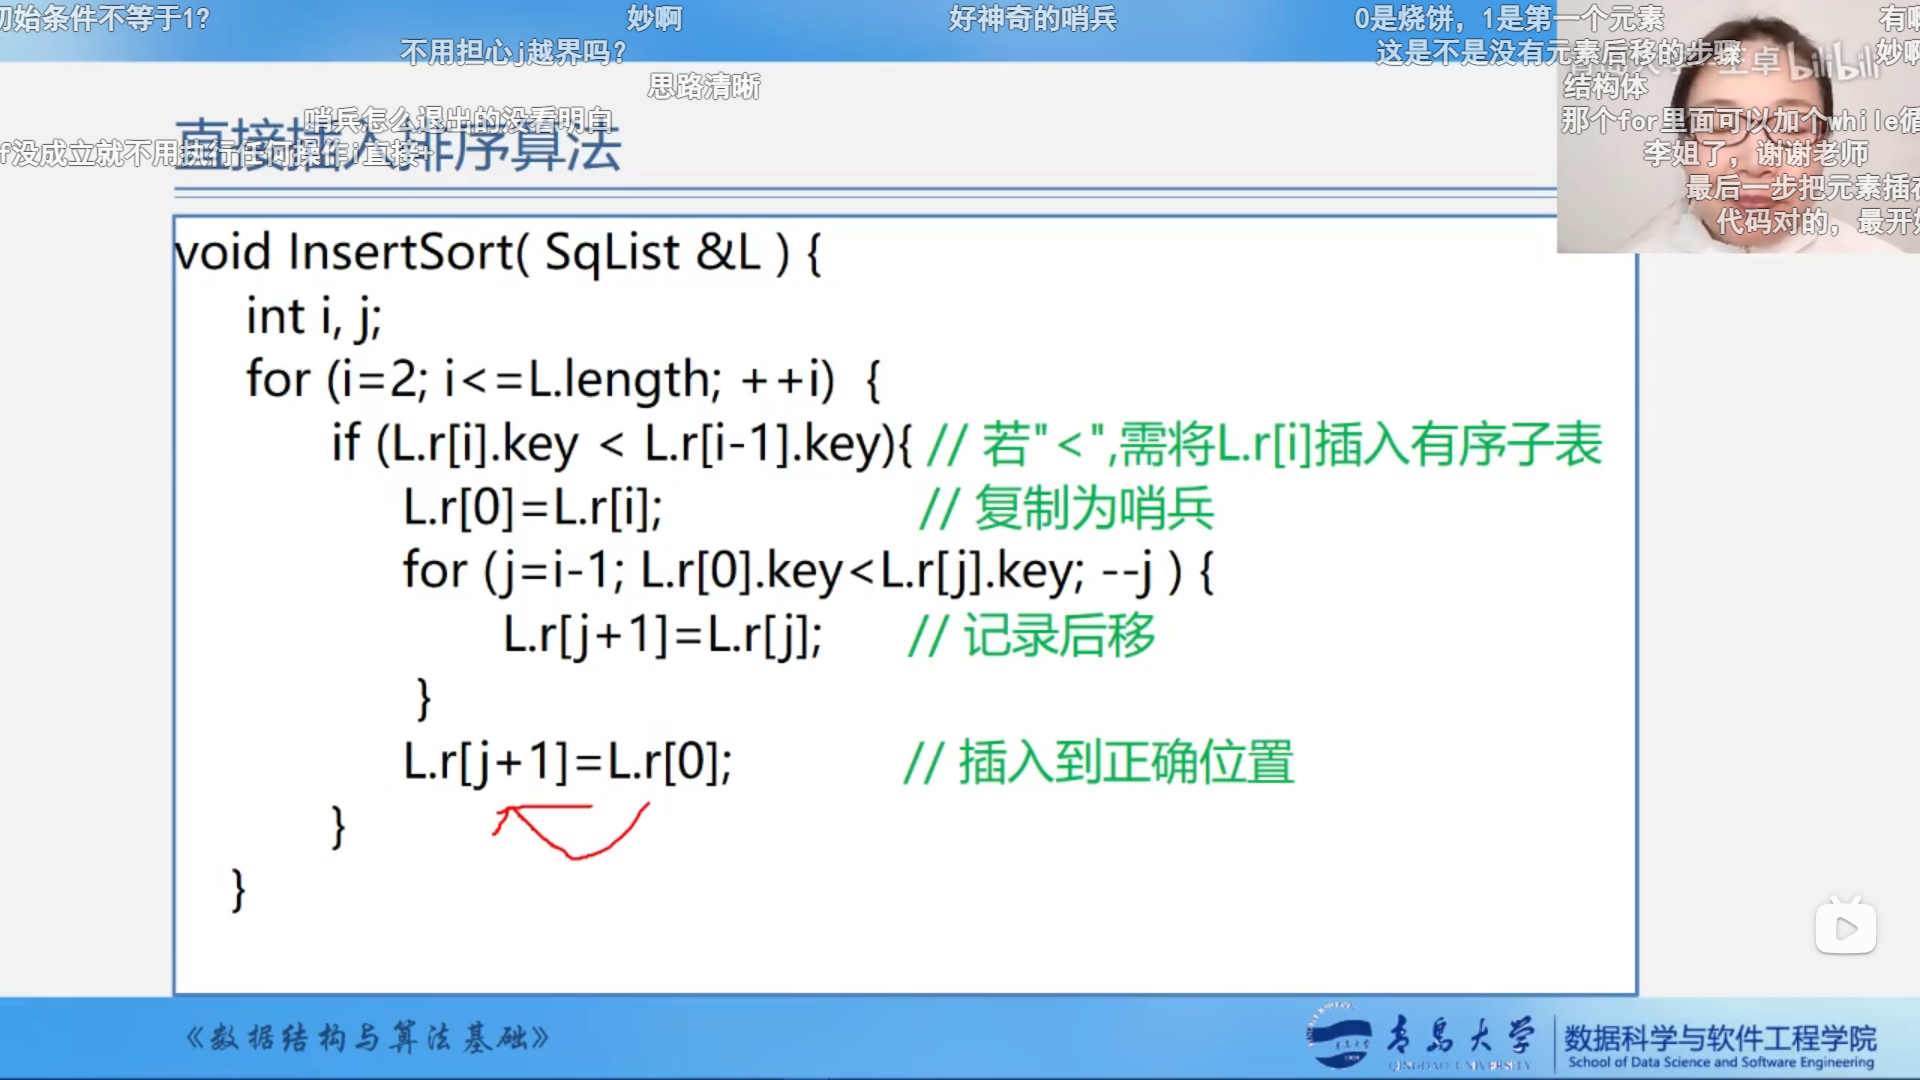 初始条件不等于1?
妙啊
好神奇的哨兵
0是烧饼，1是第一个元素
有啊
不用担心j越界吗?
这是不是没有元素后移的步骤
妙啊
思路清晰
结构体
哨兵怎么退出的没看明白
那个for里面可以加个while循
f没成立就不用执行任何操作i直接+
李姐了，谢谢老师
最后一步把元素插在
代码对的，最开始
bilibili
直接插入排序算法
void InsertSort( SqList &L ) {
int i, j;
for (i=2; i<=L.length; ++i) {
if (L.r[i].key < L.r[i-1].key){ // 若"<",需将L.r[i]插入有序子表
L.r[0]=L.r[i]; // 复制为哨兵
for (j=i-1; L.r[0].key<L.r[j].key; --j ) {
L.r[j+1]=L.r[j]; // 记录后移
}
L.r[j+1]=L.r[0]; // 插入到正确位置
}
}
《数据结构与算法基础》
青岛大学
QINGDAO UNIVERSITY
数据科学与软件工程学院
School of Data Science and Software Engineering